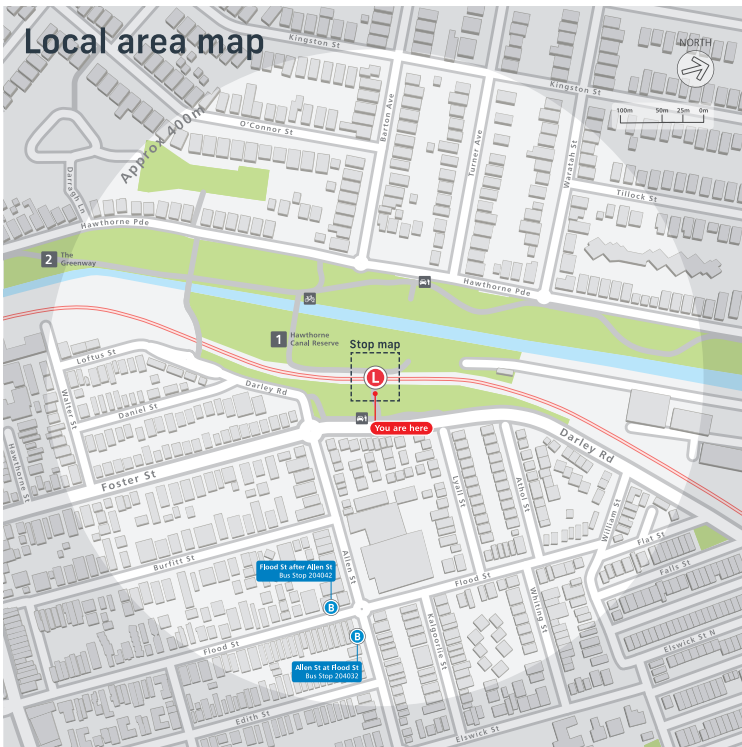 Local area map
NORTH
Kingston St
Kingston St
100m 50m 25m 0m
Approx 400m
O'Connor St
Barton Ave
Turner Ave
Waratah St
Tillock St
Darragh Ln
Hawthorne Pde
Hawthorne Pde
2
The
Greenway
1
Hawthorne
Canal Reserve
Stop map
L
You are here
Loftus St
Darley Rd
Darley Rd
Walter St
Daniel St
Hawthorne St
Foster St
Lyall St
Athol St
William St
Flat St
Falls St
Burfitt St
Allen St
Flood St after Allen St
Bus Stop 204042
B
Flood St
B
Allen St at Flood St
Bus Stop 204032
Flood St
Kalgoorlie St
Whiting St
Elswick St N
Edith St
Elswick St